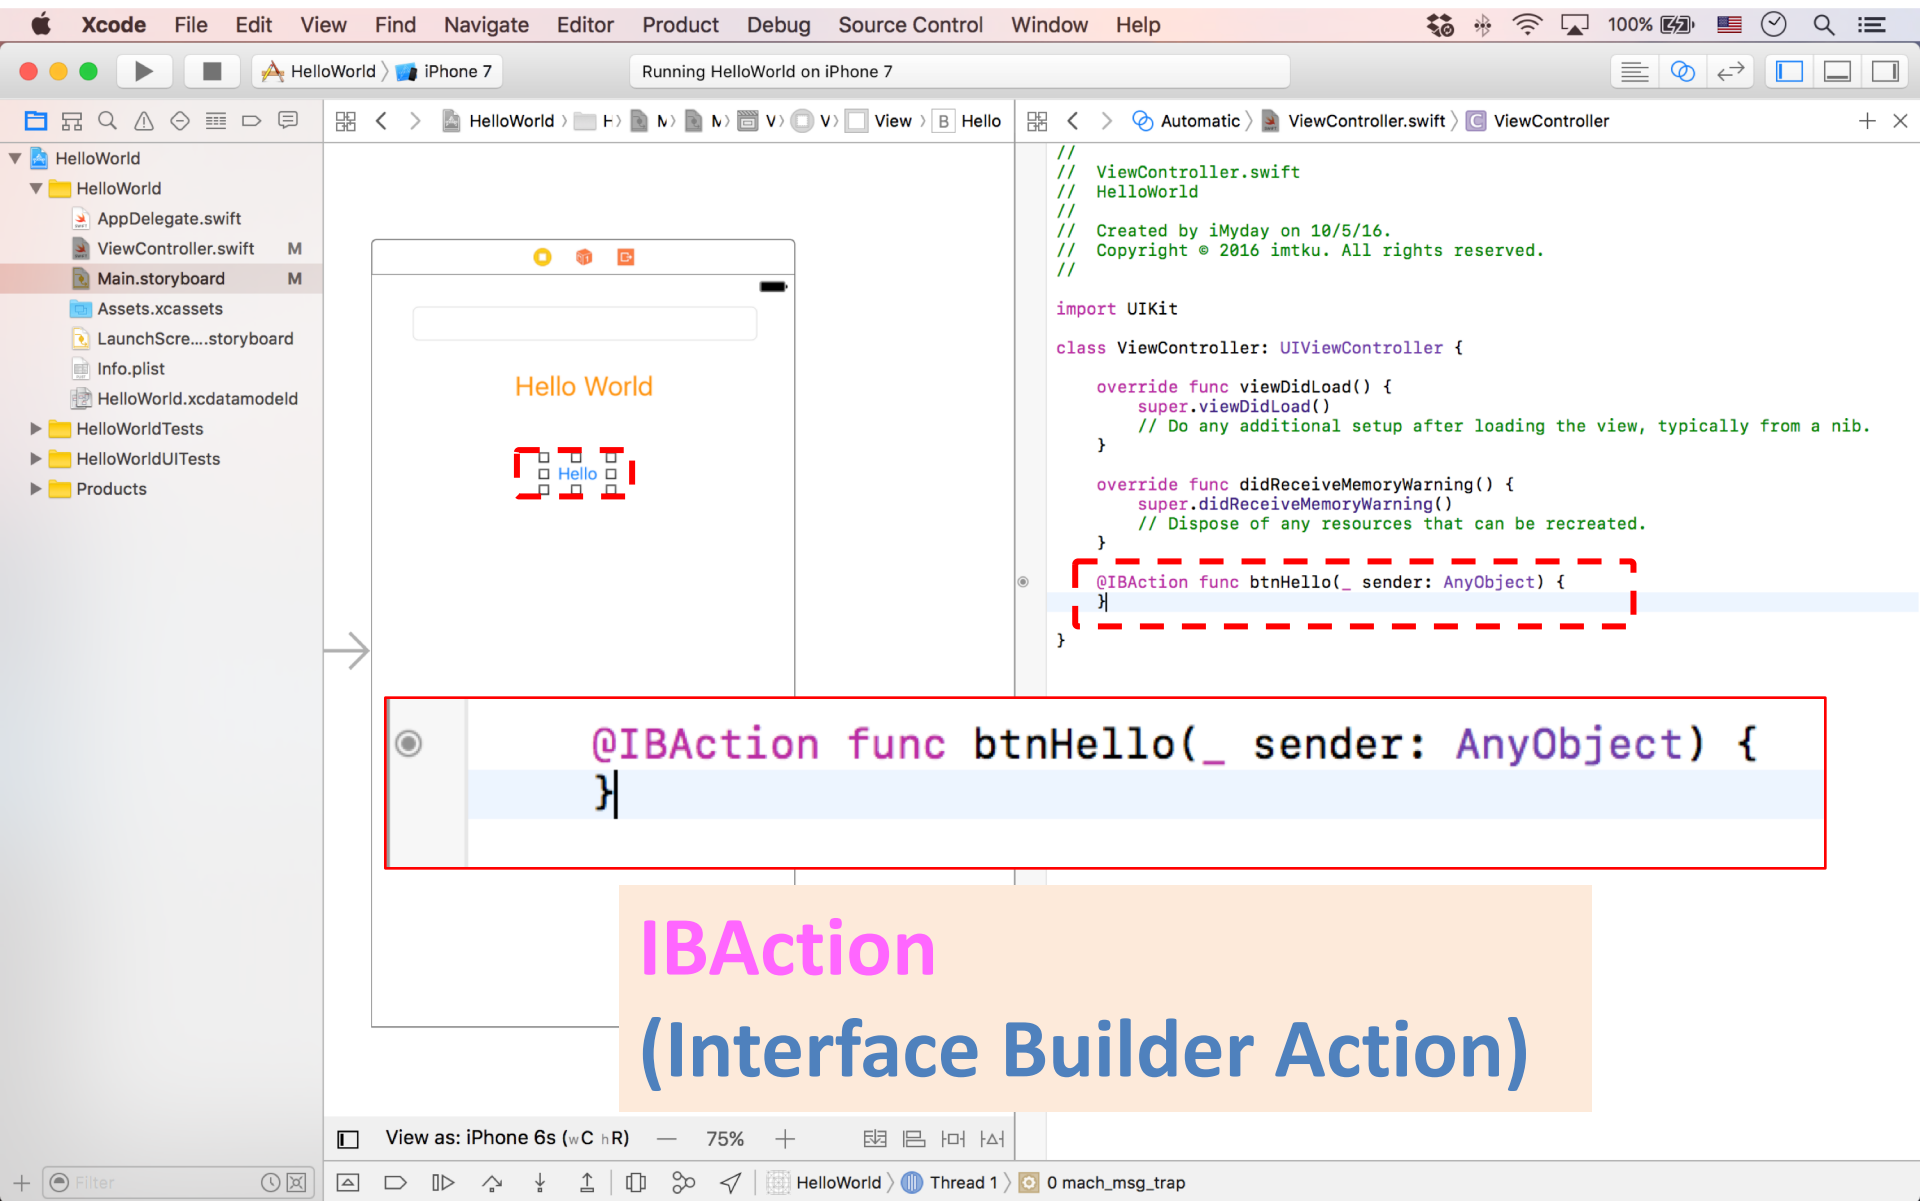 Xcode File Edit View Find Navigate Editor Product Debug Source Control Window Help 100%
HelloWorld iPhone 7 Running HelloWorld on iPhone 7
HelloWorld H V V View B Hello
Automatic ViewController.swift C ViewController
HelloWorld
HelloWorld
AppDelegate.swift
ViewController.swift M
Main.storyboard M
Assets.xcassets
LaunchScre....storyboard
Info.plist
HelloWorld.xcdatamodeld
HelloWorldTests
HelloWorldUITests
Products
Filter
Hello World
Hello
//
// ViewController.swift
// HelloWorld
//
// Created by iMyday on 10/5/16.
// Copyright © 2016 imtku. All rights reserved.
//
import UIKit
class ViewController: UIViewController {
override func viewDidLoad() {
super.viewDidLoad()
// Do any additional setup after loading the view, typically from a nib.
}
override func didReceiveMemoryWarning() {
super.didReceiveMemoryWarning()
// Dispose of any resources that can be recreated.
}
@IBAction func btnHello(_ sender: AnyObject) {
}
}
@IBAction func btnHello(_ sender: AnyObject) {
}
IBAction
(Interface Builder Action)
View as: iPhone 6s (wC hR) — 75% +
HelloWorld Thread 1 0 mach_msg_trap